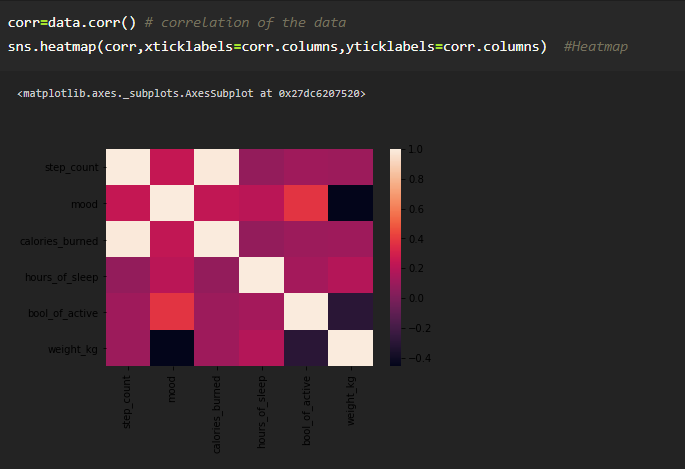 corr=data.corr() # correlation of the data
sns.heatmap(corr,xticklabels=corr.columns,yticklabels=corr.columns)  #Heatmap
<matplotlib.axes._subplots.AxesSubplot at 0x27dc6207520>
step_count
mood
calories_burned
hours_of_sleep
bool_of_active
weight_kg
1.0
0.8
0.6
0.4
0.2
0.0
−0.2
−0.4
step_count
mood
calories_burned
hours_of_sleep
bool_of_active
weight_kg